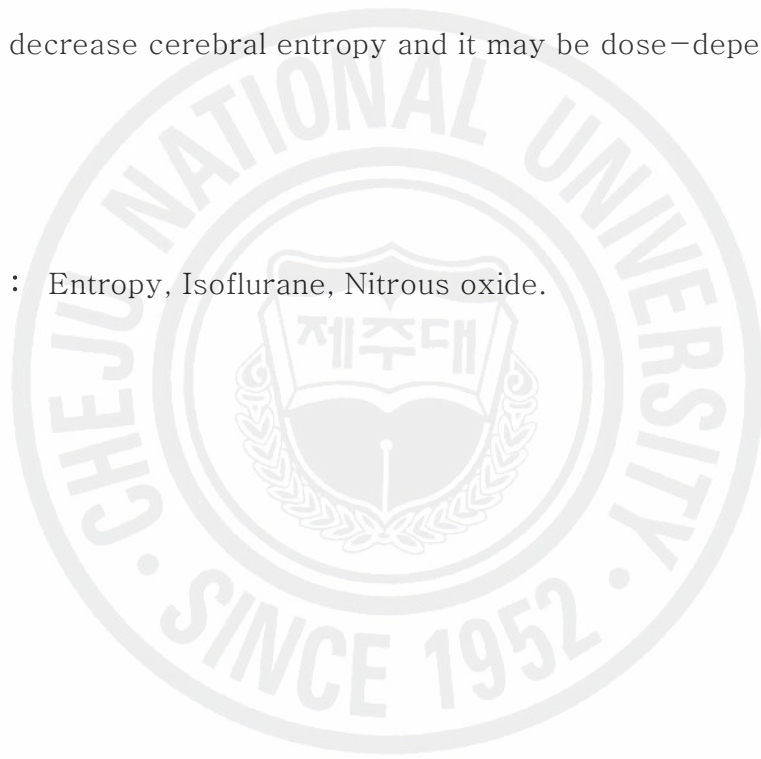 decrease cerebral entropy and it may be dose-depe
: Entropy, Isoflurane, Nitrous oxide.
CHEJU NATIONAL UNIVERSITY
제주대
· SINCE 1952 ·